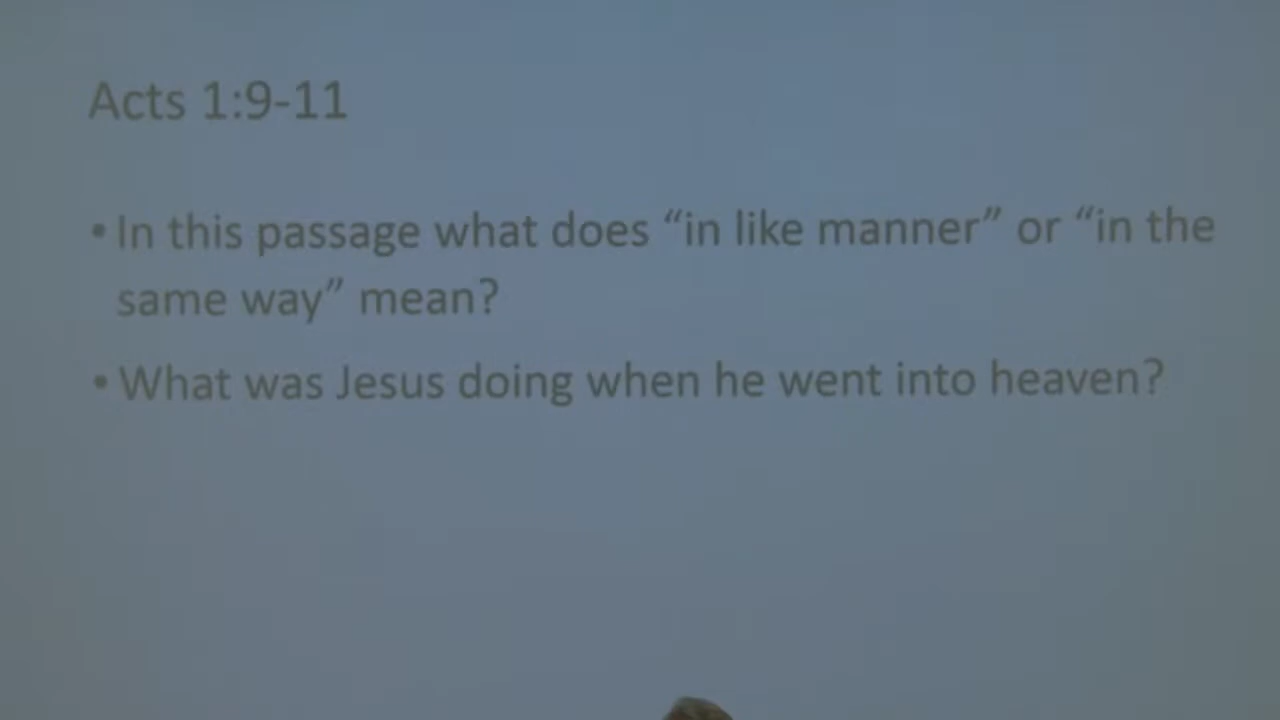 Acts 1:9-11
• In this passage what does “in like manner” or “in the
same way” mean?
• What was Jesus doing when he went into heaven?